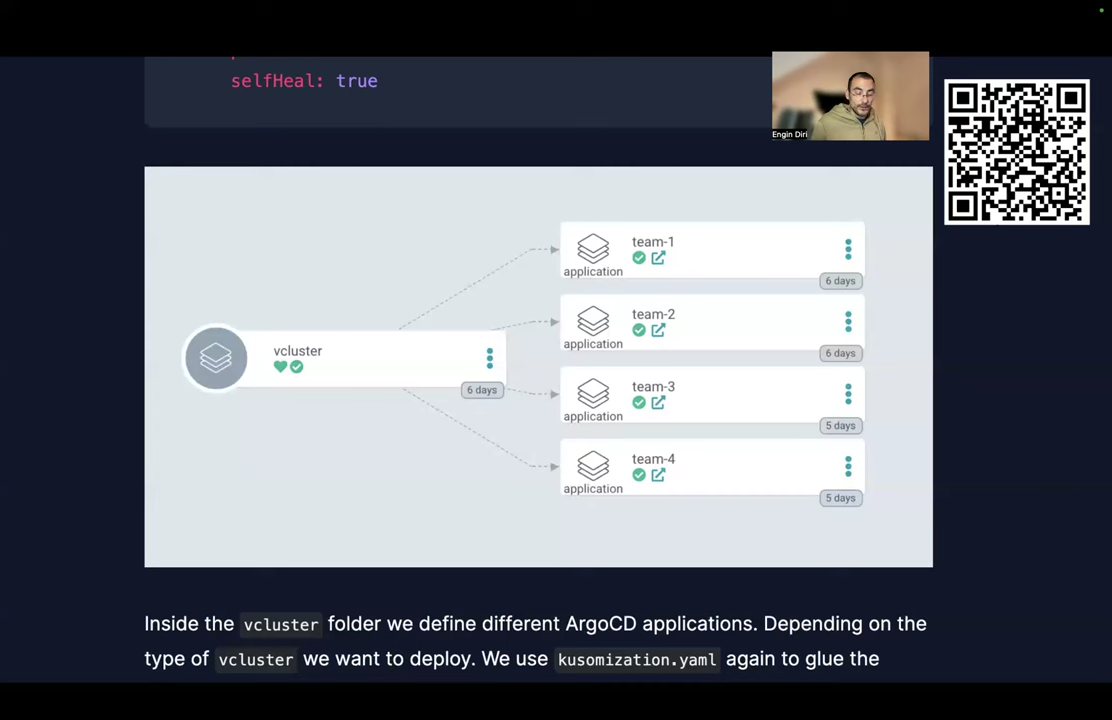 selfHeal: true
Engin Diri
team-1
application
6 days
team-2
application
6 days
vcluster
6 days
team-3
application
5 days
team-4
application
5 days
Inside the vcluster folder we define different ArgoCD applications. Depending on the
type of vcluster we want to deploy. We use kusomization.yaml again to glue the